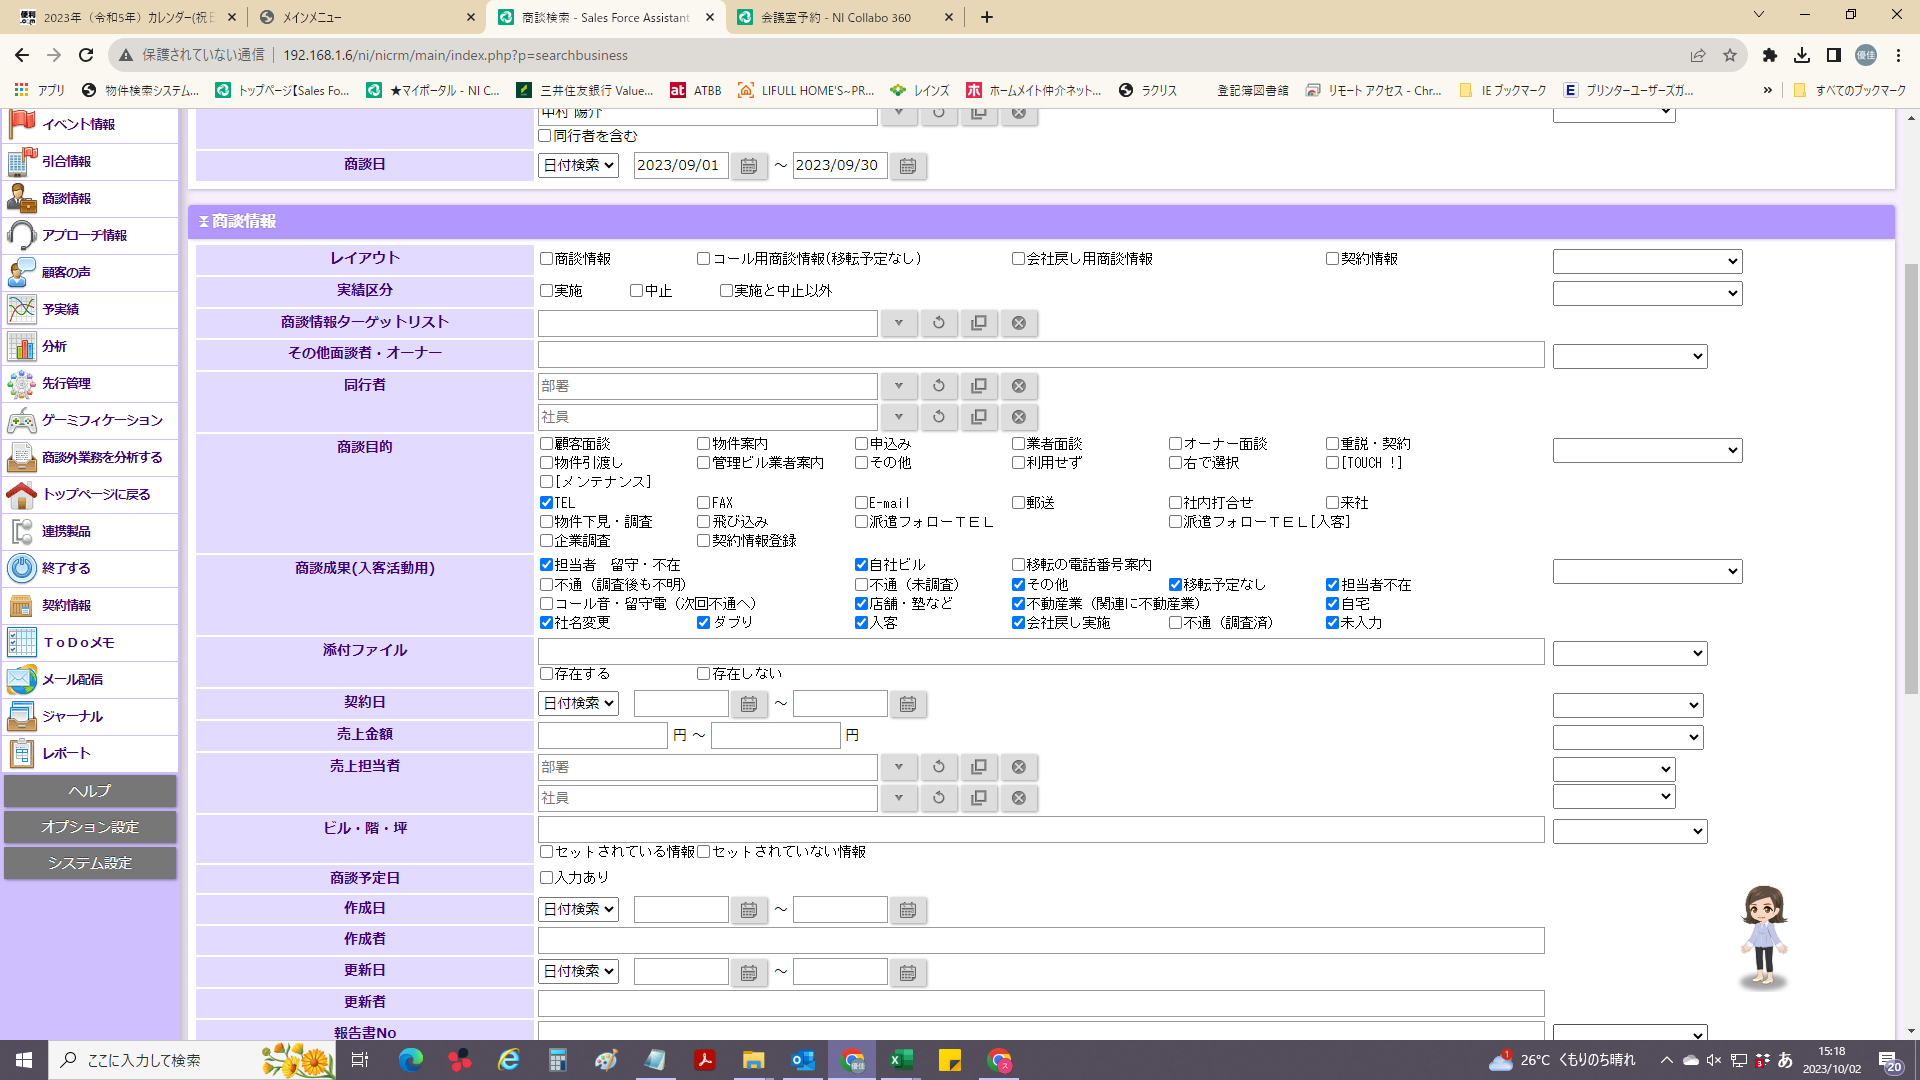 2023年（令和5年）カレンダー(祝日
メインメニュー
商談検索 - Sales Force Assistant
会議室予約 - NI Collabo 360
保護されていない通信
192.168.1.6/ni/nicrm/main/index.php?p=searchbusiness
優佳
アプリ
物件検索システム...
トップページ【Sales Fo...
★マイポータル - NI C...
三井住友銀行 Value...
ATBB
LIFULL HOME'S~PR...
レインズ
ホームメイト仲介ネット...
ラクリス
登記簿図書館
リモート アクセス - Chr...
IE ブックマーク
プリンターユーザーズガ...
»
すべてのブックマーク
イベント情報
引合情報
商談情報
アプローチ情報
顧客の声
予実績
分析
先行管理
ゲーミフィケーション
商談外業務を分析する
トップページに戻る
連携製品
終了する
契約情報
ＴｏＤｏメモ
メール配信
ジャーナル
レポート
ヘルプ
オプション設定
システム設定
中村 陽介
同行者を含む
商談日
日付検索 2023/09/01 ～ 2023/09/30
商談情報
レイアウト
商談情報 コール用商談情報(移転予定なし) 会社戻し用商談情報 契約情報
実績区分
実施 中止 実施と中止以外
商談情報ターゲットリスト
その他面談者・オーナー
同行者
部署
社員
商談目的
顧客面談 物件案内 申込み 業者面談 オーナー面談 重説・契約
物件引渡し 管理ビル業者案内 その他 利用せず 右で選択 [TOUCH !]
[メンテナンス]
TEL FAX E-mail 郵送 社内打合せ 来社
物件下見・調査 飛び込み 派遣フォローＴＥＬ 派遣フォローＴＥＬ[入客]
企業調査 契約情報登録
商談成果(入客活動用)
担当者　留守・不在 自社ビル 移転の電話番号案内
不通（調査後も不明） 不通（未調査） その他 移転予定なし 担当者不在
コール音・留守電（次回不通へ） 店舗・塾など 不動産業（関連に不動産業） 自宅
社名変更 ダブリ 入客 会社戻し実施 不通（調査済） 未入力
添付ファイル
存在する 存在しない
契約日
日付検索 ～
売上金額
円 ～ 円
売上担当者
部署
社員
ビル・階・坪
セットされている情報 セットされていない情報
商談予定日
入力あり
作成日
日付検索 ～
作成者
更新日
日付検索 ～
更新者
報告書No
ここに入力して検索
優佳
ス
1
26°C くもりのち晴れ
あ
15:18
2023/10/02
20